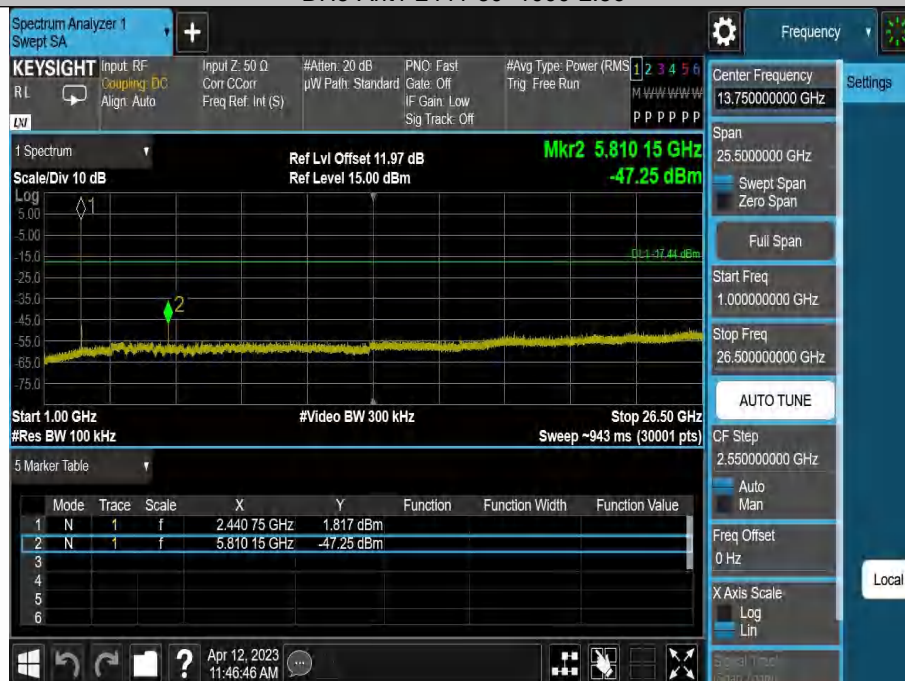 Spectrum Analyzer 1
Swept SA
+
Frequency
KEYSIGHT
RL
LXI
Input: RF
Coupling: DC
Align: Auto
Input Z: 50 Ω
Corr CCorr
Freq Ref: Int (S)
#Atten: 20 dB
µW Path: Standard
PNO: Fast
Gate: Off
IF Gain: Low
Sig Track: Off
#Avg Type: Power (RMS
Trig: Free Run
1 2 3 4 5 6
M W W W W W
P P P P P P
Center Frequency
13.750000000 GHz
Settings
1 Spectrum
Scale/Div 10 dB
Ref Lvl Offset 11.97 dB
Ref Level 15.00 dBm
Mkr2 5.810 15 GHz
-47.25 dBm
Span
25.5000000 GHz
Swept Span
Zero Span
Log
5.00
-5.00
-15.0
-25.0
-35.0
-45.0
-55.0
-65.0
-75.0
1
2
DL1 -17.44 dBm
Full Span
Start Freq
1.000000000 GHz
Stop Freq
26.500000000 GHz
AUTO TUNE
Start 1.00 GHz
#Video BW 300 kHz
Stop 26.50 GHz
#Res BW 100 kHz
Sweep ~943 ms (30001 pts)
CF Step
2.550000000 GHz
Auto
Man
5 Marker Table
Mode Trace Scale X Y Function Function Width Function Value
1 N 1 f 2.440 75 GHz 1.817 dBm
2 N 1 f 5.810 15 GHz -47.25 dBm
3
4
5
6
Freq Offset
0 Hz
Local
X Axis Scale
Log
Lin
?
Apr 12, 2023
11:46:46 AM